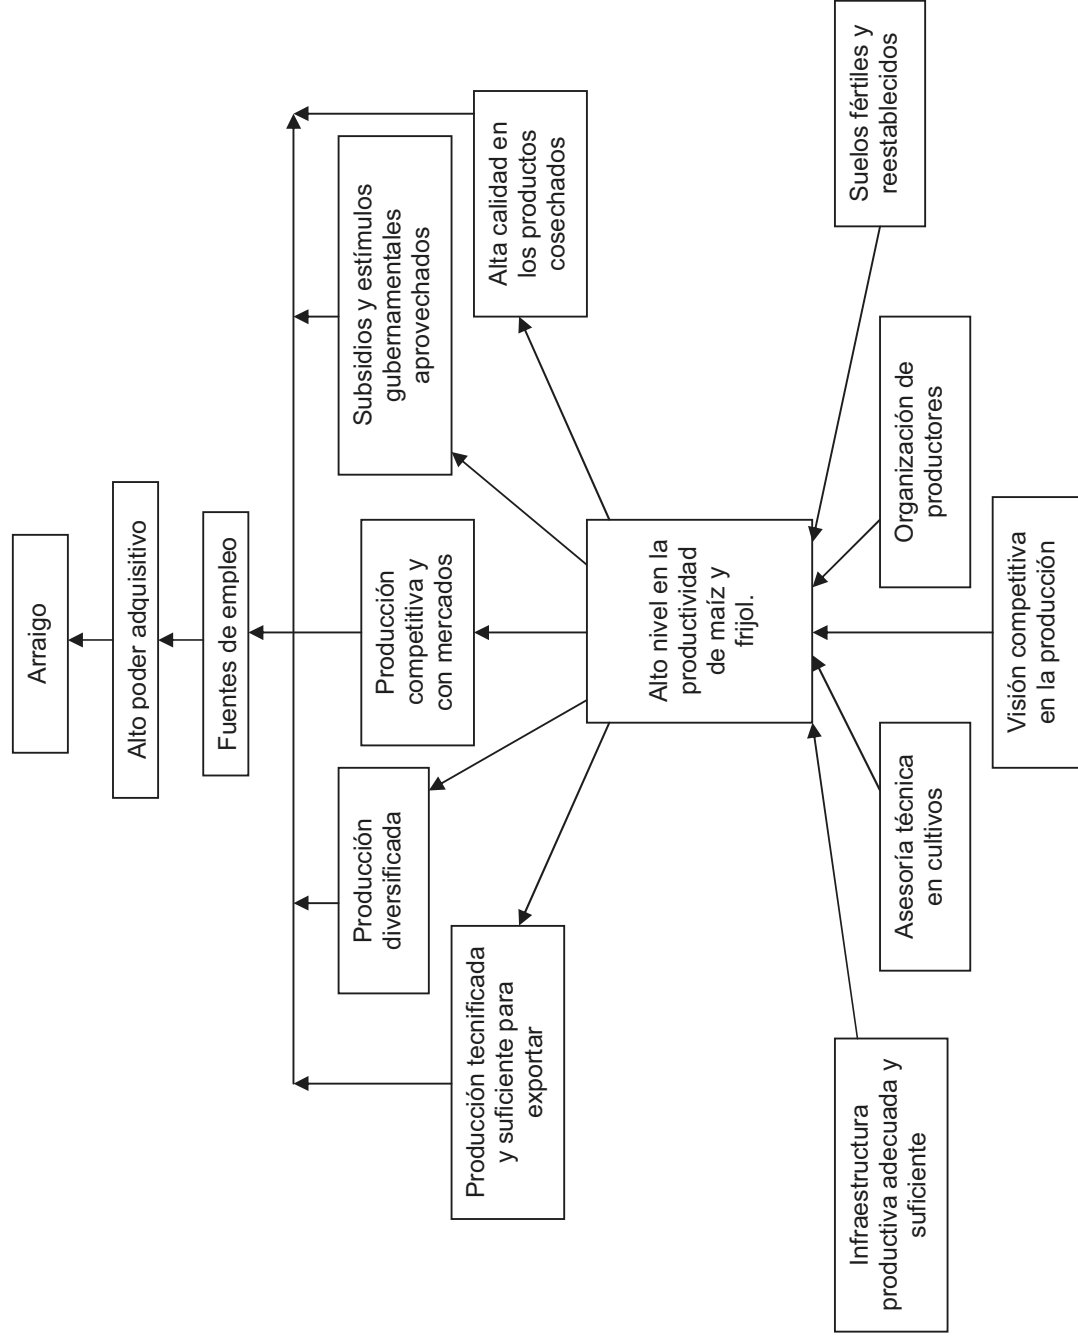 Arraigo
Alto poder adquisitivo
Fuentes de empleo
Producción tecnificada
y suficiente para
exportar
Producción
diversificada
Producción
competitiva y
con mercados
Subsidios y estímulos
gubernamentales
aprovechados
Alta calidad en
los productos
cosechados
Alto nivel en la
productividad
de maíz y
frijol.
Infraestructura
productiva adecuada y
suficiente
Asesoría técnica
en cultivos
Visión competitiva
en la producción
Organización de
productores
Suelos fértiles y
reestablecidos